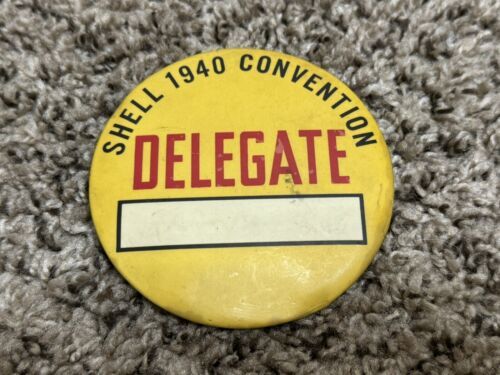 SHELL 1940 CONVENTION
DELEGATE